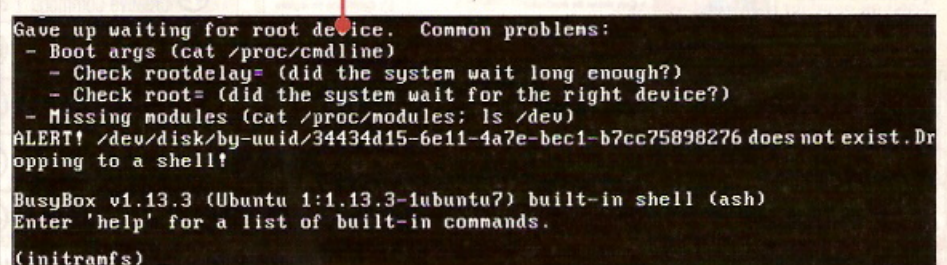 Gave up waiting for root device. Common problems:
- Boot args (cat /proc/cmdline)
- Check rootdelay= (did the system wait long enough?)
- Check root= (did the system wait for the right device?)
- Missing modules (cat /proc/modules; ls /dev)
ALERT! /dev/disk/by-uuid/34434d15-6e11-4a7e-bec1-b7cc75898276 does not exist. Dr
opping to a shell!
BusyBox v1.13.3 (Ubuntu 1:1.13.3-1ubuntu7) built-in shell (ash)
Enter 'help' for a list of built-in commands.
(initramfs)